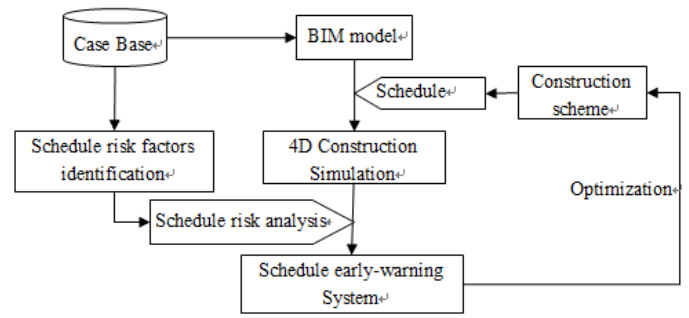 Case Base
BIM model
Schedule
Construction
scheme
Schedule risk factors
identification
4D Construction
Simulation
Optimization
Schedule risk analysis
Schedule early-warning
System